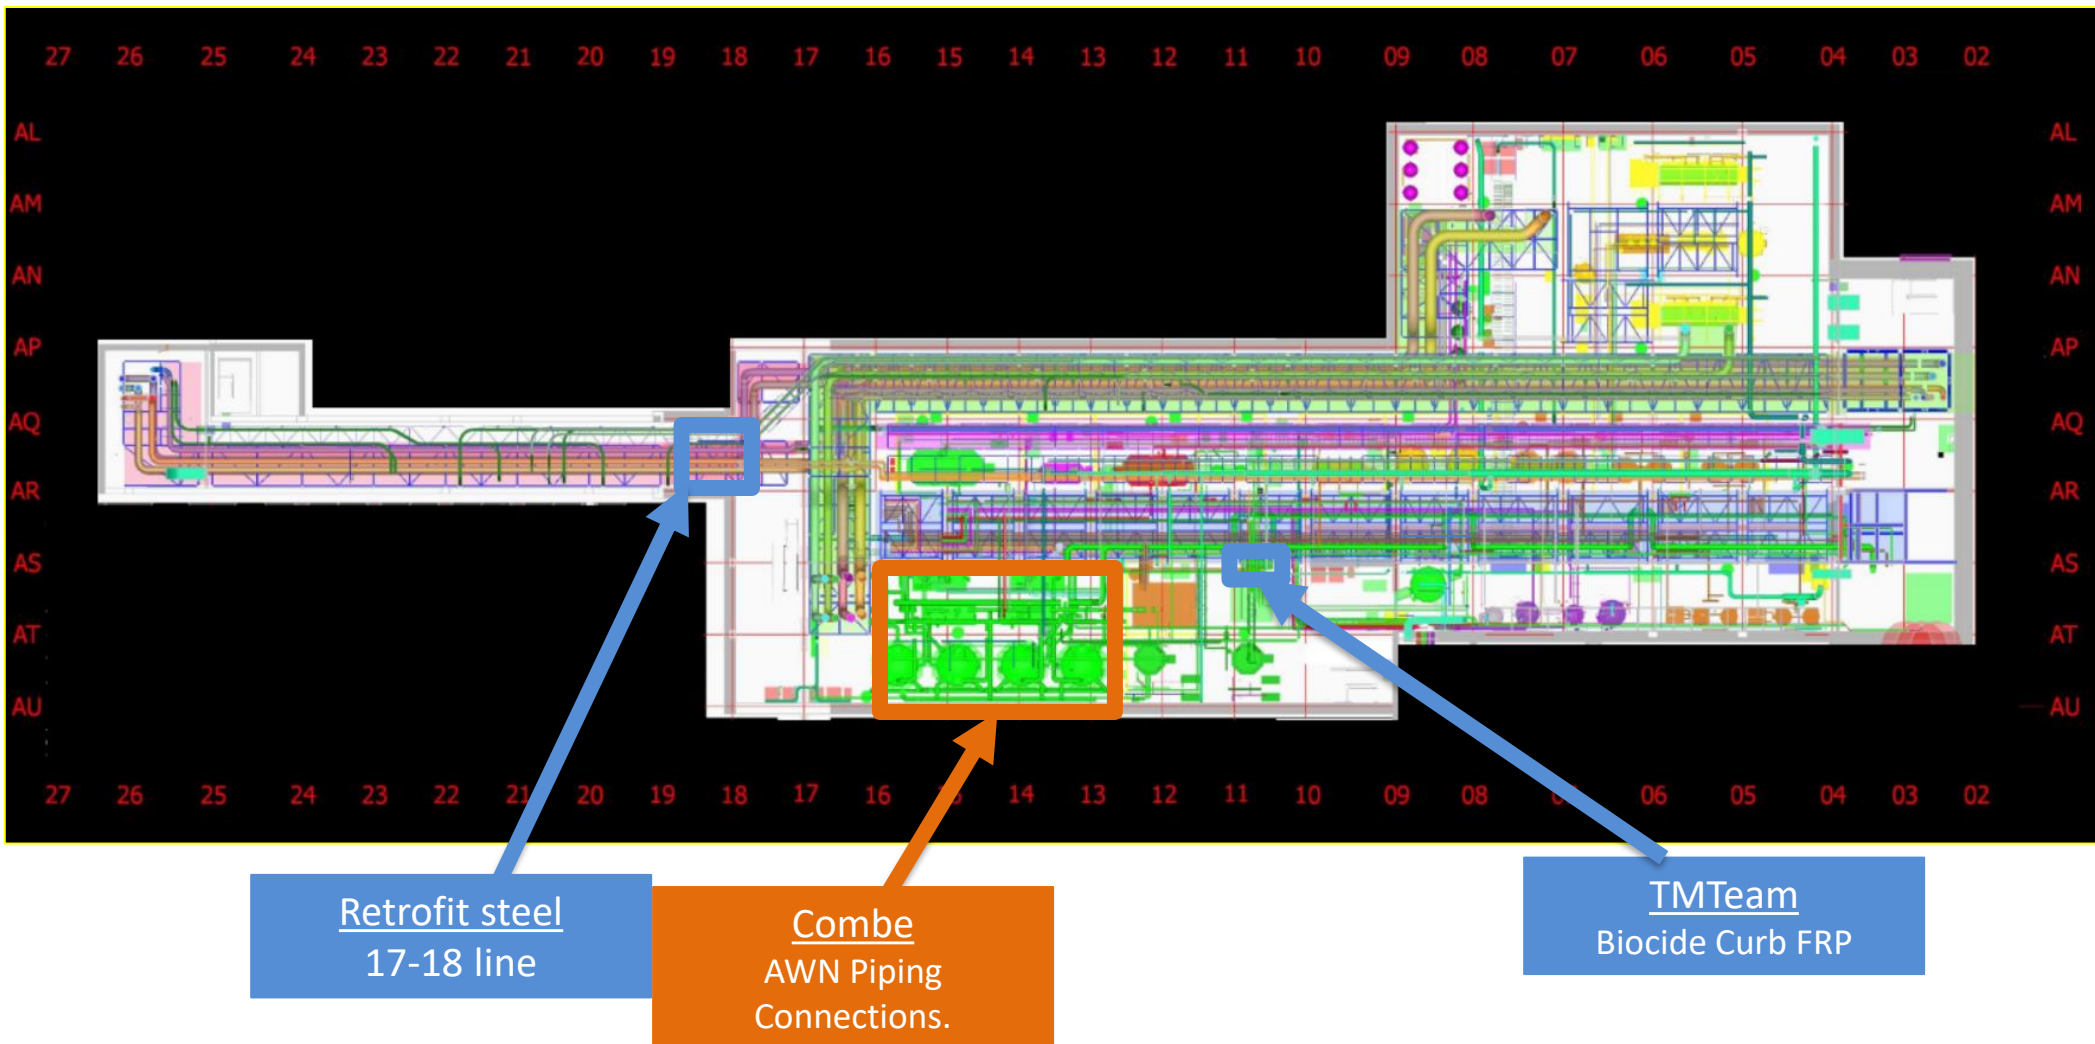 27 26 25 24 23 22 21 20 19 18 17 16 15 14 13 12 11 10 09 08 07 06 05 04 03 02
AL AL
AM AM
AN AN
AP AP
AQ AQ
AR AR
AS AS
AT AT
AU AU
27 26 25 24 23 22 21 20 19 18 17 16 15 14 13 12 11 10 09 08 06 05 04 03 02
Retrofit steel
17-18 line
Combe
AWN Piping
Connections.
TMTeam
Biocide Curb FRP